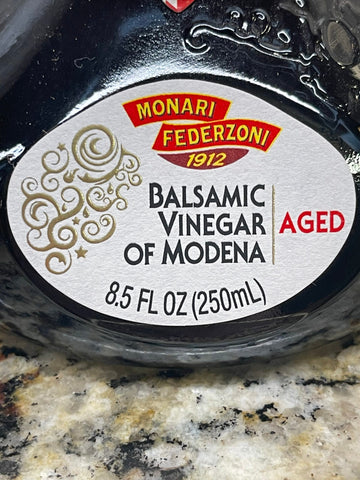 MONARI
FEDERZONI
1912
BALSAMIC
VINEGAR
OF MODENA
AGED
8.5 FL OZ (250mL)